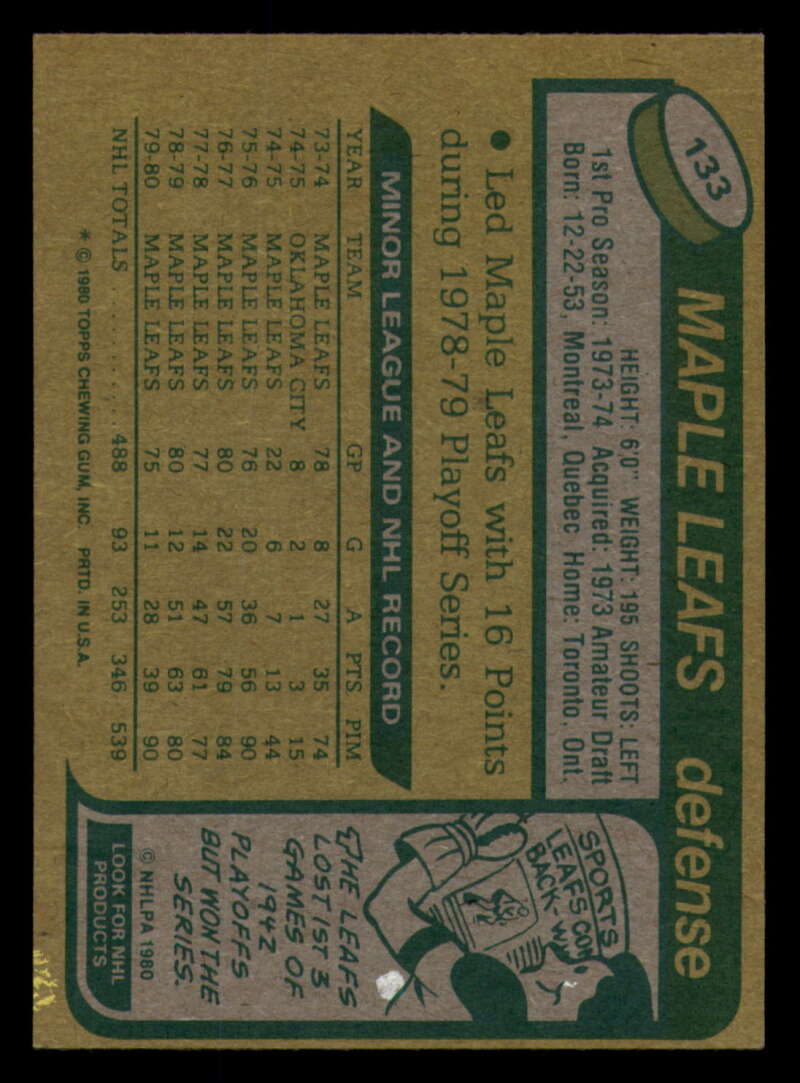 133
MAPLE LEAFS defense
HEIGHT: 6'0" WEIGHT: 195 SHOOTS: LEFT
1st Pro Season: 1973-74 Acquired: 1973 Amateur Draft
Born: 12-22-53, Montreal, Quebec Home: Toronto, Ont.
• Led Maple Leafs with 16 Points
during 1978-79 Playoff Series.
MINOR LEAGUE AND NHL RECORD
YEAR TEAM GP G A PTS PIM
73-74 MAPLE LEAFS 78 8 27 35 74
74-75 OKLAHOMA CITY 8 2 1 3 15
74-75 MAPLE LEAFS 22 6 7 13 44
75-76 MAPLE LEAFS 76 20 36 56 90
76-77 MAPLE LEAFS 80 22 57 79 84
77-78 MAPLE LEAFS 77 14 47 61 77
78-79 MAPLE LEAFS 80 12 51 63 80
79-80 MAPLE LEAFS 75 11 28 39 90
NHL TOTALS .......... 488 93 253 346 539
* © 1980 TOPPS CHEWING GUM, INC. PRTD. IN U.S.A.
SPORTS
LEAFS COM
BACK-W
THE LEAFS
LOST 1ST 3
GAMES OF
1942
PLAYOFFS
BUT WON THE
SERIES.
© NHLPA 1980
LOOK FOR NHL
PRODUCTS